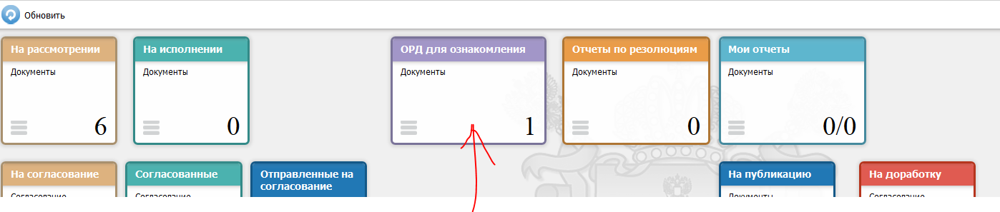 Обновить
На рассмотрении
Документы
6
На исполнении
Документы
0
ОРД для ознакомления
Документы
1
Отчеты по резолюциям
Документы
0
Мои отчеты
Документы
0/0
На согласование
Согласование
Согласованные
Согласование
Отправленные на
согласование
На публикацию
Документы
На доработку
Согласование